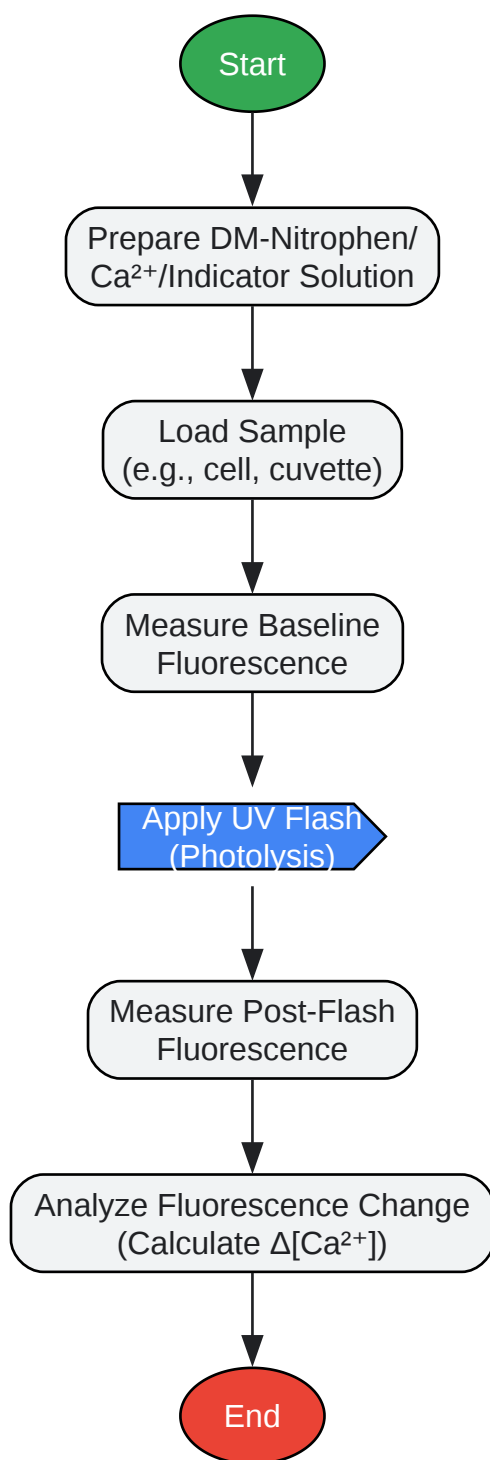 Start
Prepare DM-Nitrophen/
Ca²⁺/Indicator Solution
Load Sample
(e.g., cell, cuvette)
Measure Baseline
Fluorescence
Apply UV Flash
(Photolysis)
Measure Post-Flash
Fluorescence
Analyze Fluorescence Change
(Calculate Δ[Ca²⁺])
End